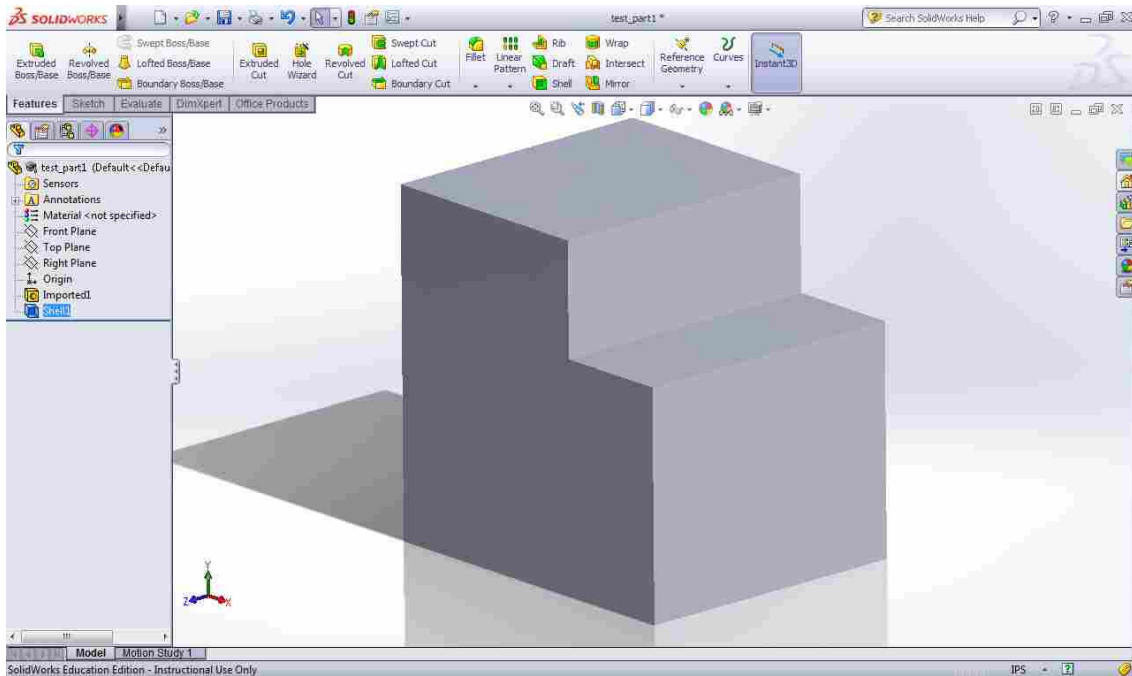 DS SOLIDWORKS
test_part1 *
Search SolidWorks Help
Extruded Boss/Base
Revolved Boss/Base
Swept Boss/Base
Lofted Boss/Base
Boundary Boss/Base
Extruded Cut
Hole Wizard
Revolved Cut
Swept Cut
Lofted Cut
Boundary Cut
Fillet
Linear Pattern
Rib
Draft
Shell
Wrap
Intersect
Mirror
Reference Geometry
Curves
Instant3D
Features Sketch Evaluate DimXpert Office Products
test_part1 (Default<<Defau
Sensors
Annotations
Material <not specified>
Front Plane
Top Plane
Right Plane
Origin
Imported1
Shell1
Y
Z X
Model Motion Study 1
SolidWorks Education Edition - Instructional Use Only
IPS